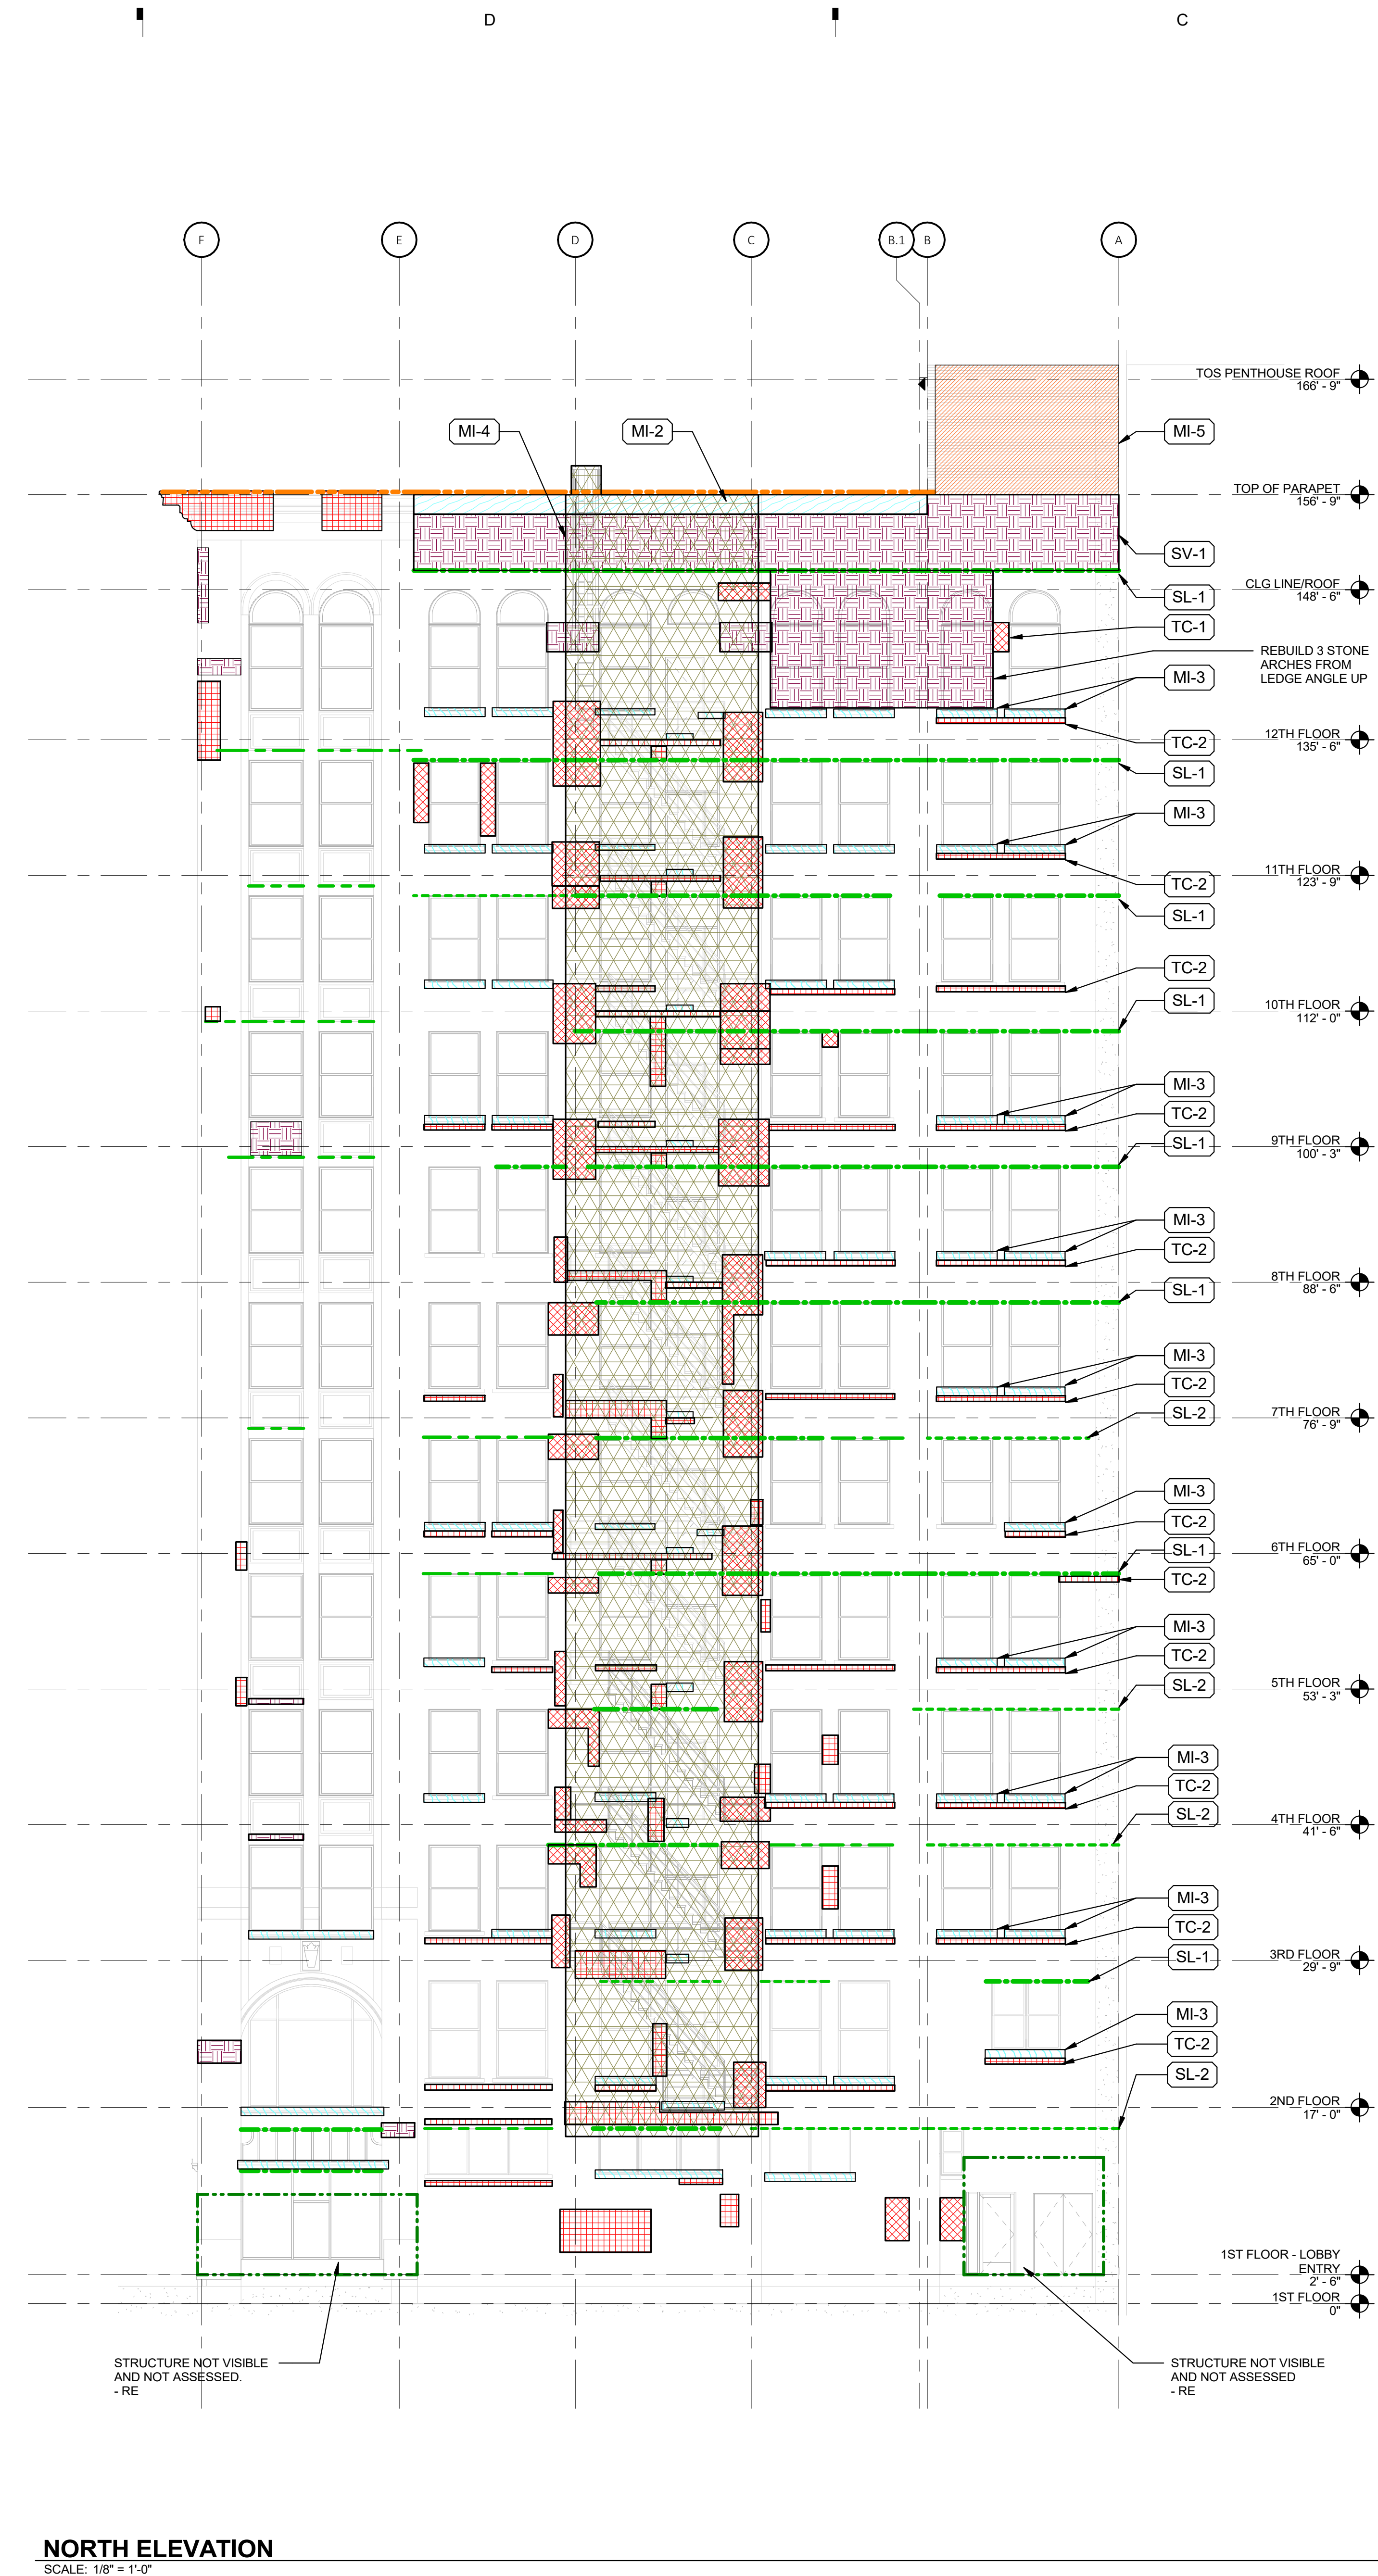 D
C
F
E
D
C
B.1
B
A
TOS PENTHOUSE ROOF
166' - 9"
MI-4
MI-2
MI-5
TOP OF PARAPET
156' - 9"
SV-1
CLG LINE/ROOF
148' - 6"
SL-1
TC-1
REBUILD 3 STONE
ARCHES FROM
LEDGE ANGLE UP
MI-3
12TH FLOOR
135' - 6"
TC-2
SL-1
MI-3
11TH FLOOR
123' - 9"
TC-2
SL-1
TC-2
SL-1
10TH FLOOR
112' - 0"
MI-3
TC-2
SL-1
9TH FLOOR
100' - 3"
MI-3
TC-2
SL-1
8TH FLOOR
88' - 6"
MI-3
TC-2
SL-2
7TH FLOOR
76' - 9"
MI-3
TC-2
SL-1
6TH FLOOR
65' - 0"
TC-2
MI-3
TC-2
SL-2
5TH FLOOR
53' - 3"
MI-3
TC-2
SL-2
4TH FLOOR
41' - 6"
MI-3
TC-2
SL-1
3RD FLOOR
29' - 9"
MI-3
TC-2
SL-2
2ND FLOOR
17' - 0"
1ST FLOOR - LOBBY
ENTRY
2' - 6"
1ST FLOOR
0"
STRUCTURE NOT VISIBLE
AND NOT ASSESSED.
- RE
STRUCTURE NOT VISIBLE
AND NOT ASSESSED
- RE
NORTH ELEVATION
SCALE: 1/8" = 1'-0"